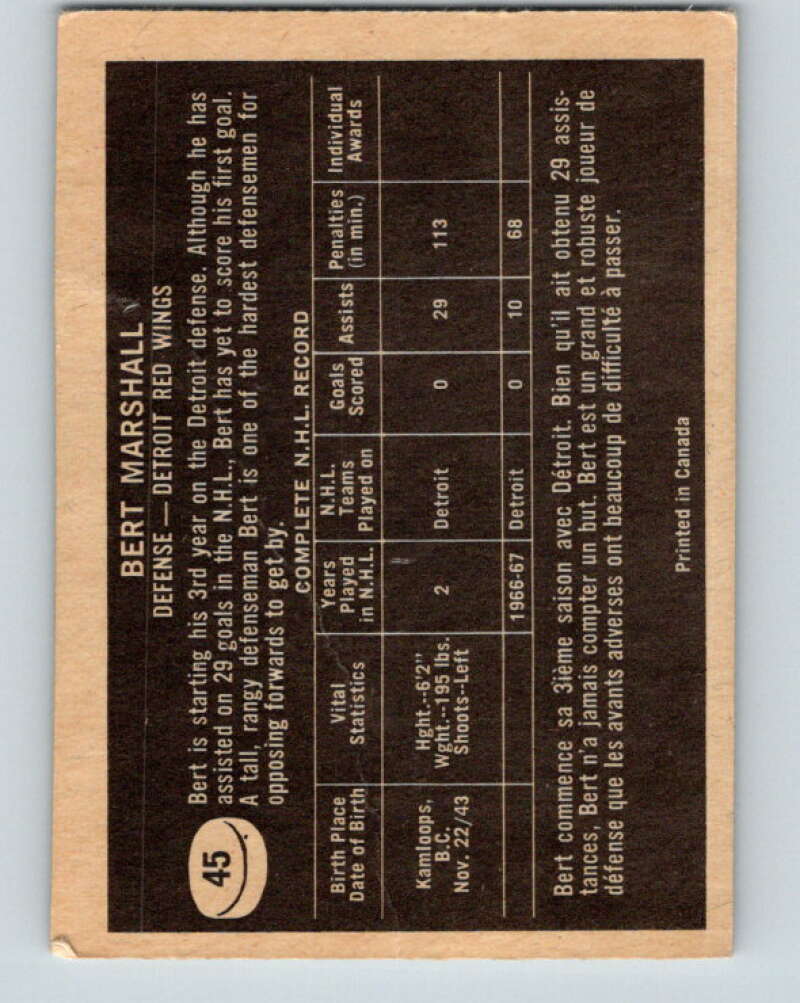 BERT MARSHALL
DEFENSE — DETROIT RED WINGS
45
Bert is starting his 3rd year on the Detroit defense. Although he has
assisted on 29 goals in the N.H.L., Bert has yet to score his first goal.
A tall, rangy defenseman Bert is one of the hardest defensemen for
opposing forwards to get by.
COMPLETE N.H.L. RECORD
Birth Place
Date of Birth
Vital
Statistics
Years
Played
in N.H.L.
N.H.L.
Teams
Played on
Goals
Scored
Assists
Penalties
(in min.)
Individual
Awards
Kamloops,
B.C.
Nov. 22/43
Hght.--6'2"
Wght.--195 lbs.
Shoots--Left
2
Detroit
0
29
113
1966-67
Detroit
0
10
68
Bert commence sa 3ième saison avec Détroit. Bien qu'il ait obtenu 29 assis-
tances, Bert n'a jamais compter un but. Bert est un grand et robuste joueur de
défense que les avants adverses ont beaucoup de difficulté à passer.
Printed in Canada